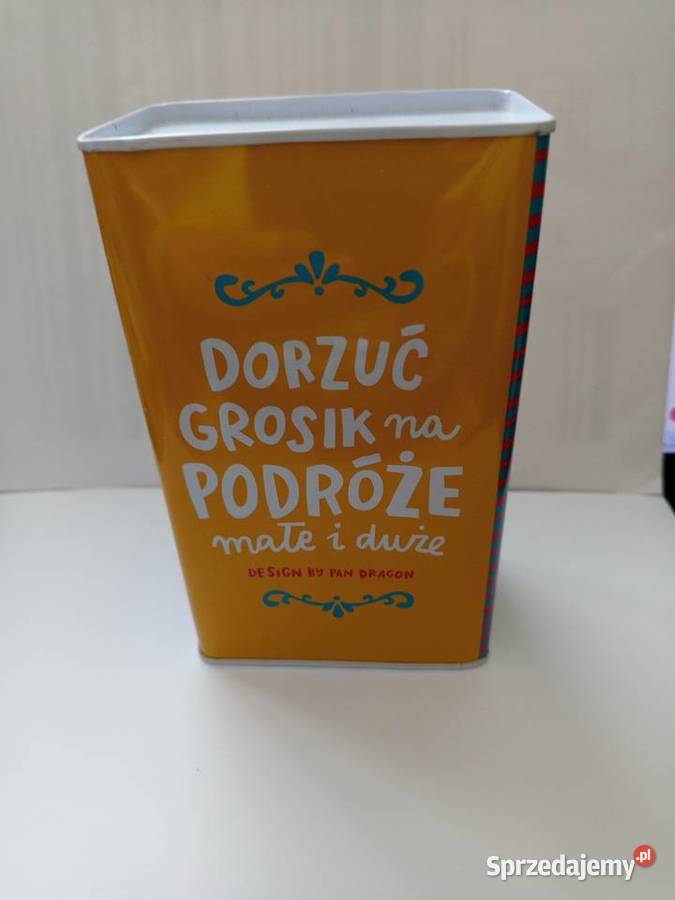 DORZUĆ
GROSIK na
PODRÓŻE
małe i duże
DESIGN BY PAN DRAGON
Sprzedajemy.pl